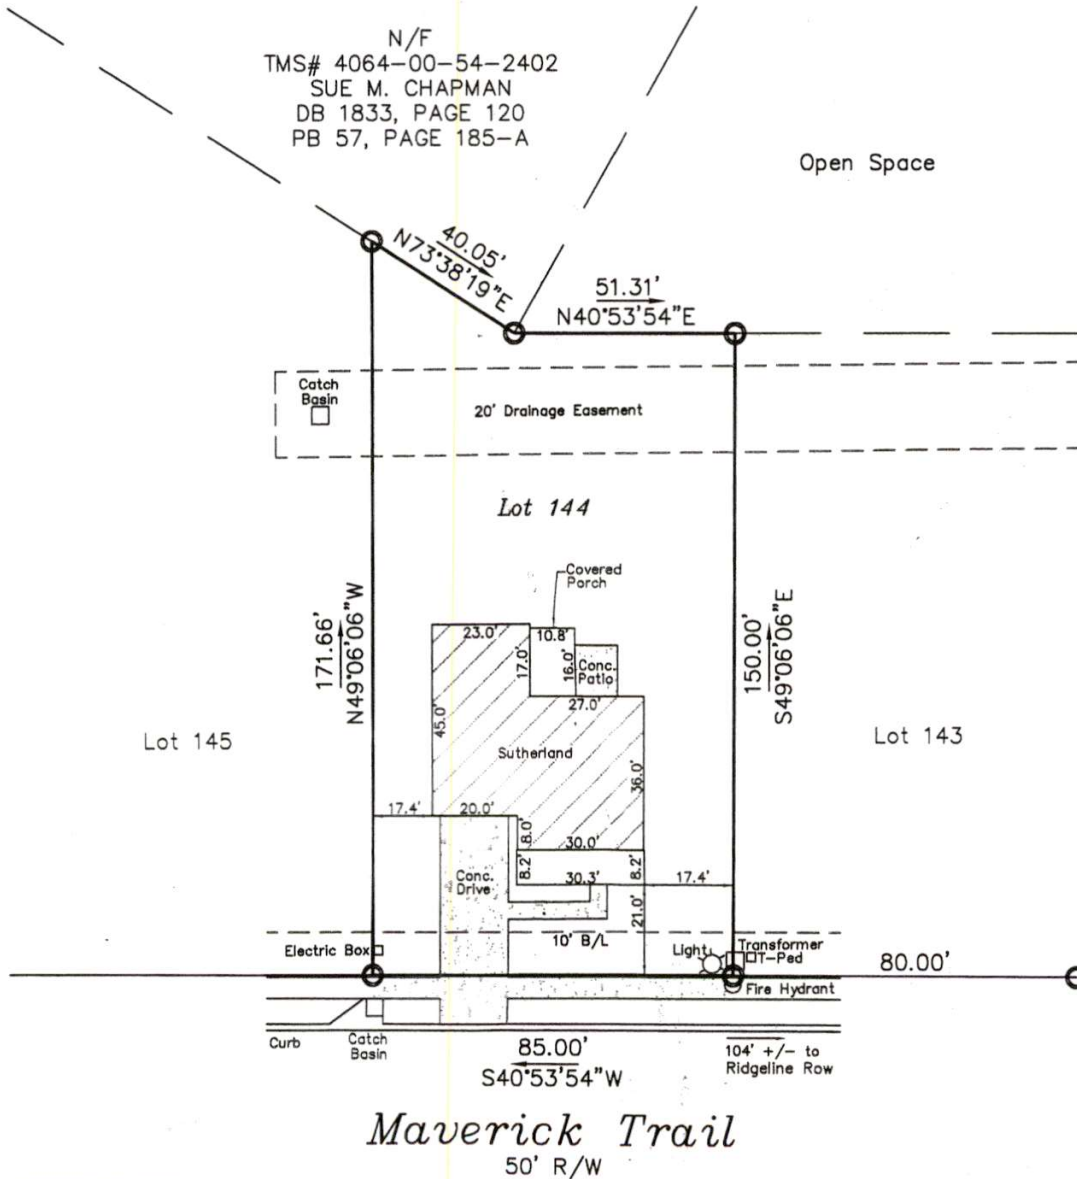 N/F
TMS# 4064-00-54-2402
SUE M. CHAPMAN
DB 1833, PAGE 120
PB 57, PAGE 185-A
Open Space
40.05'
N73°38'19"E
51.31'
N40°53'54"E
Catch
Basin
20' Drainage Easement
Lot 144
Covered
Porch
171.66'
N49°06'06"W
150.00'
S49°06'06"E
23.0'
10.8'
17.0'
16.0'
Conc.
Patio
27.0'
45.0'
Lot 145
Sutherland
Lot 143
36.0'
17.4'
20.0'
8.0'
30.0'
8.2'
8.2'
Conc.
Drive
30.3'
17.4'
21.0'
10' B/L
Electric Box
Light
Transformer
T-Ped
80.00'
Fire Hydrant
Curb
Catch
Basin
85.00'
S40°53'54"W
104' +/- to
Ridgeline Row
Maverick Trail
50' R/W